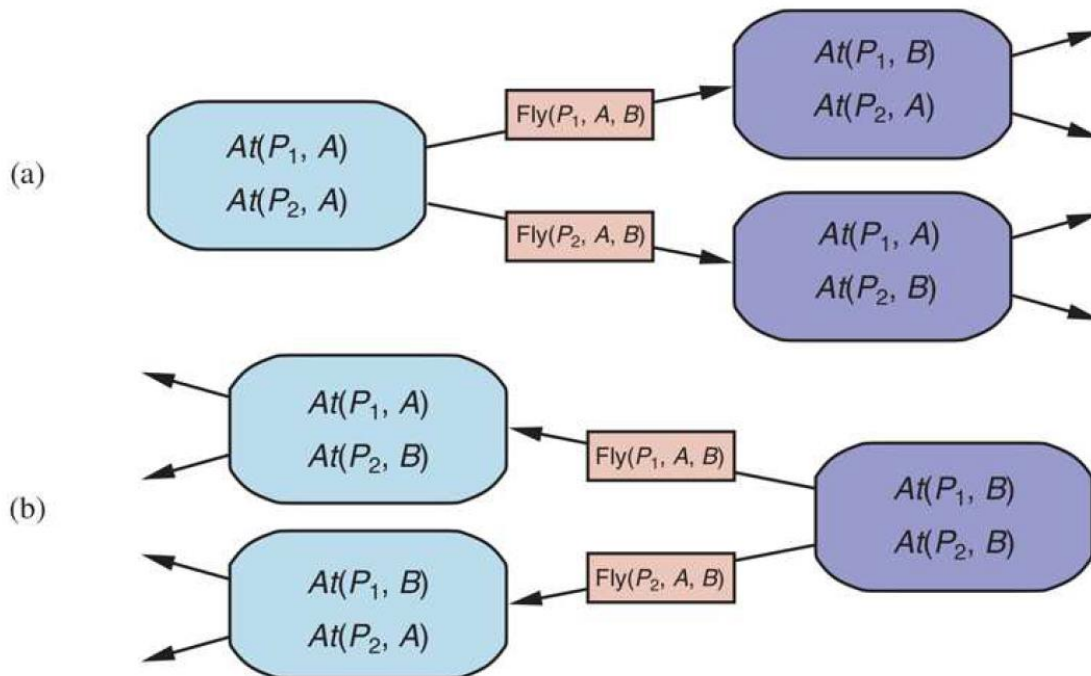 (a)
At(P₁, A)
At(P₂, A)
Fly(P₁, A, B)
Fly(P₂, A, B)
At(P₁, B)
At(P₂, A)
At(P₁, A)
At(P₂, B)
(b)
At(P₁, A)
At(P₂, B)
At(P₁, B)
At(P₂, A)
Fly(P₁, A, B)
Fly(P₂, A, B)
At(P₁, B)
At(P₂, B)